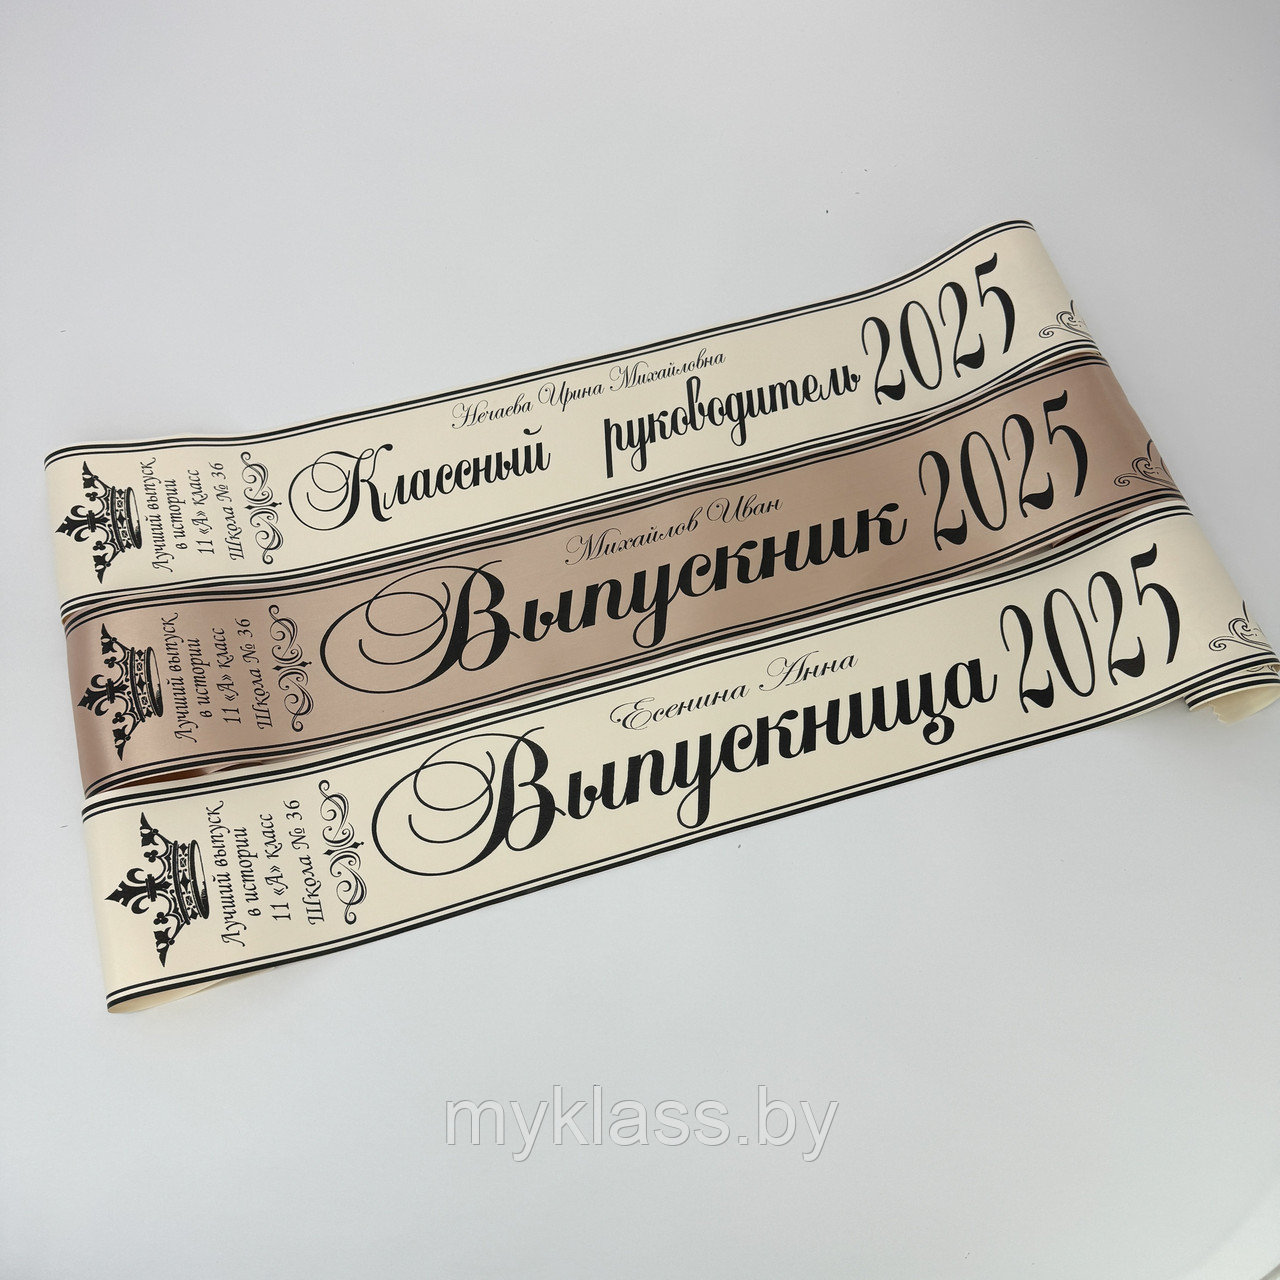 Лучший выпуск
в истории
11 «А» класс
Школа № 36
Нечаева Ирина Михайловна
Классный руководитель 2025
Лучший выпуск
в истории
11 «А» класс
Школа № 36
Михайлов Иван
Выпускник 2025
Лучший выпуск
в истории
11 «А» класс
Школа № 36
Есенина Анна
Выпускница 2025
myklass.by